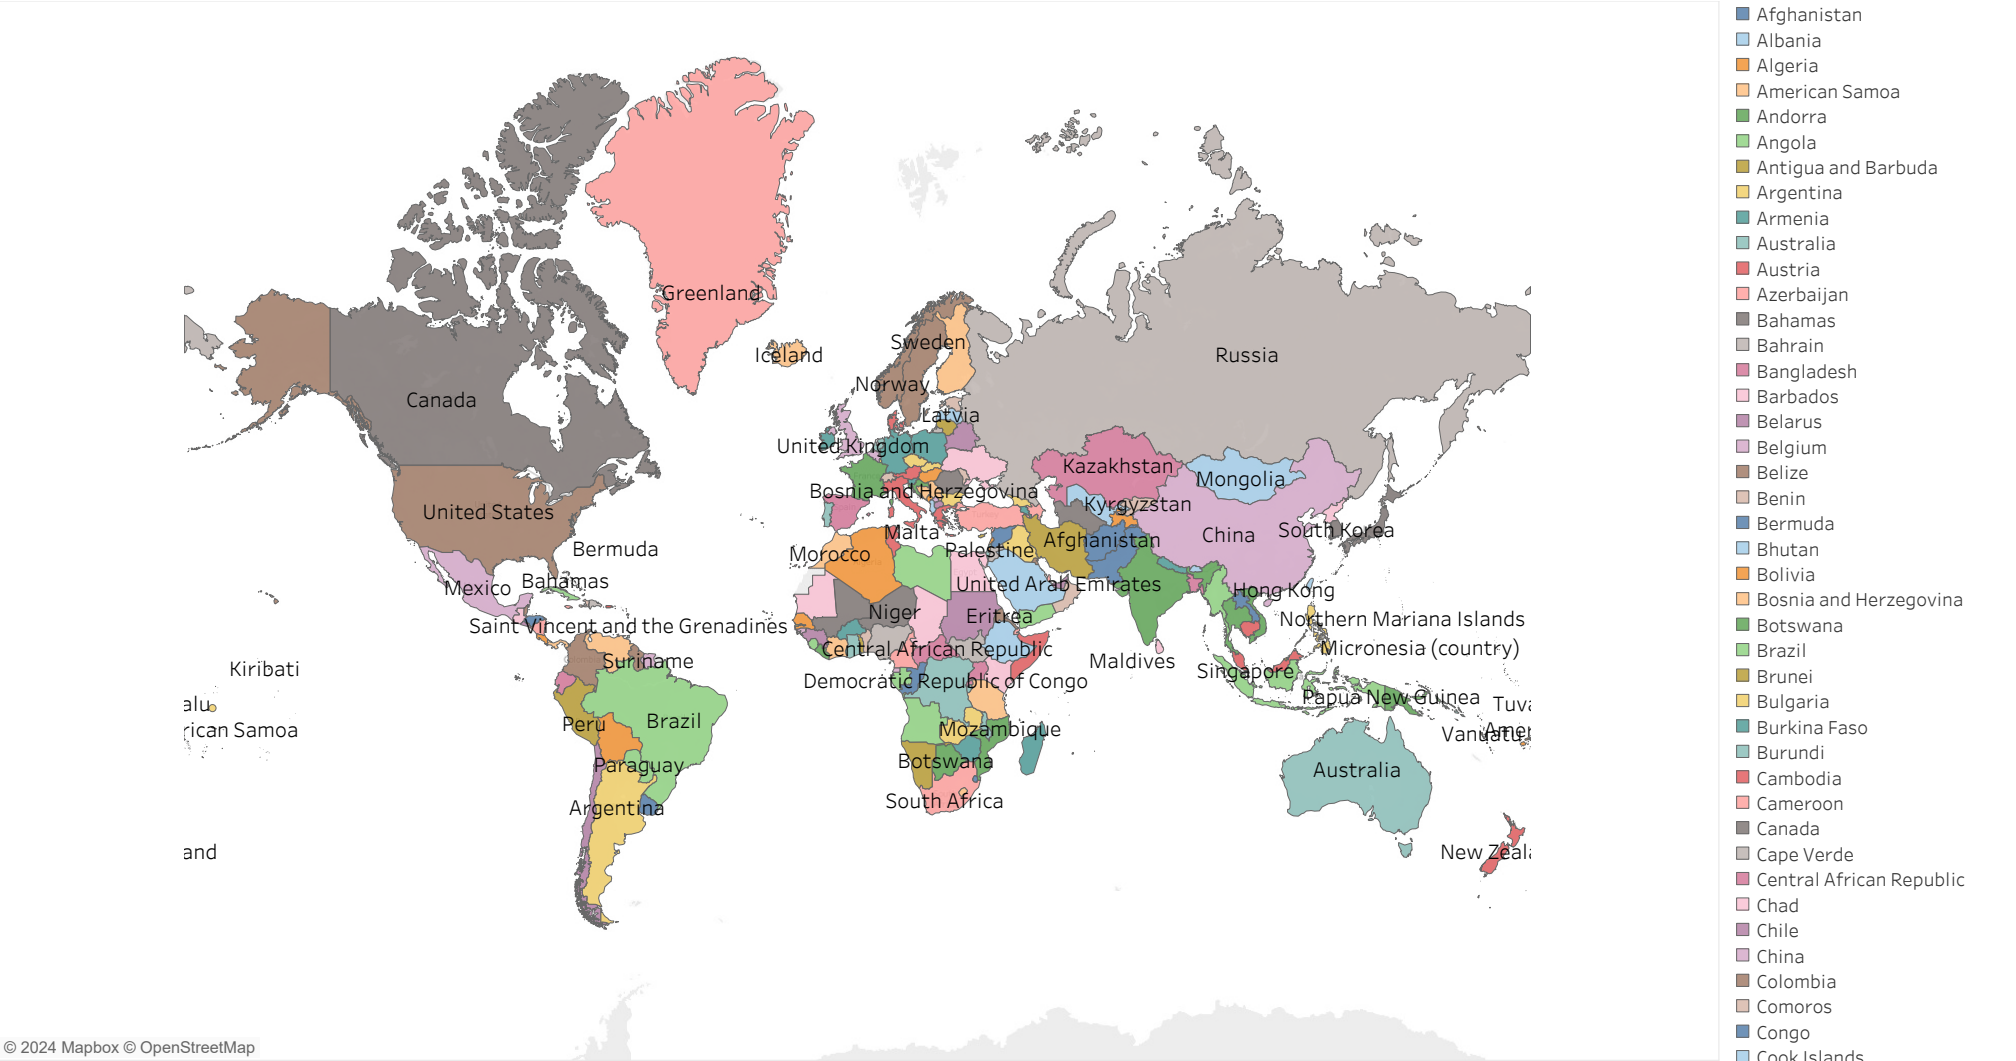 Greenland
Iceland
Sweden
Russia
Norway
Canada
Latvia
United Kingdom
Kazakhstan
Mongolia
Bosnia and Herzegovina
Kyrgyzstan
United States
China
South Korea
Malta
Afghanistan
Bermuda
Morocco
Palestine
Mexico
Bahamas
United Arab Emirates
Hong Kong
Niger
Eritrea
Northern Mariana Islands
Saint Vincent and the Grenadines
Central African Republic
Micronesia (country)
Suriname
Maldives
Kiribati
Singapore
Democratic Republic of Congo
Papua New Guinea
alu
Tuva
Peru
Brazil
rican Samoa
Mozambique
Vanuatu
Amer
Paraguay
Botswana
Australia
Argentina
South Africa
and
New Zeala
© 2024 Mapbox © OpenStreetMap
Afghanistan
Albania
Algeria
American Samoa
Andorra
Angola
Antigua and Barbuda
Argentina
Armenia
Australia
Austria
Azerbaijan
Bahamas
Bahrain
Bangladesh
Barbados
Belarus
Belgium
Belize
Benin
Bermuda
Bhutan
Bolivia
Bosnia and Herzegovina
Botswana
Brazil
Brunei
Bulgaria
Burkina Faso
Burundi
Cambodia
Cameroon
Canada
Cape Verde
Central African Republic
Chad
Chile
China
Colombia
Comoros
Congo
Cook Islands